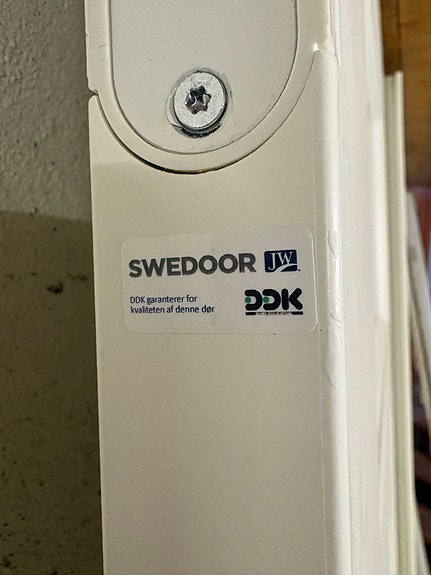 SWEDOOR JW
DDK garanterer for
kvaliteten af denne dør
DDK